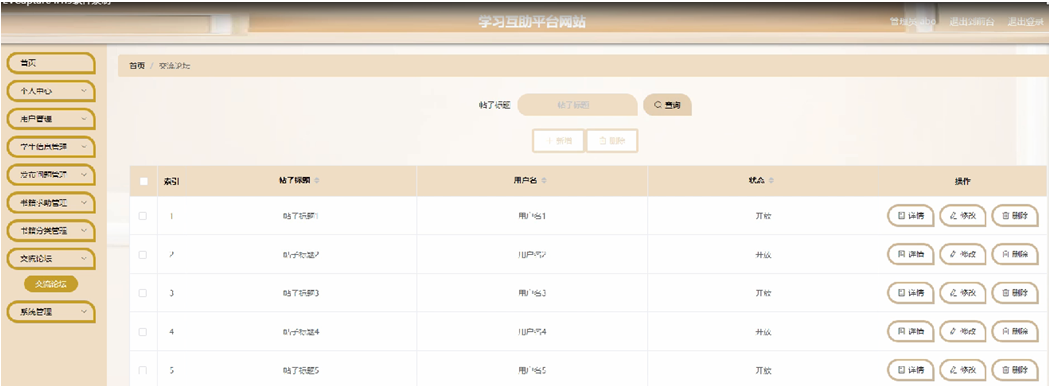 学习互助平台网站
退出到前台 退出登录
首页
个人中心
用户管理
学生信息管理
发布问题管理
书籍求助管理
书籍分类管理
交流论坛
交流论坛
系统管理
首页 / 交流论坛
帖子标题 帖子标题 查询
新增 删除
索引 帖子标题 用户名 状态 操作
1 帖子标题1 用户名1 开放 详情 修改 删除
2 帖子标题2 用户名2 开放 详情 修改 删除
3 帖子标题3 用户名3 开放 详情 修改 删除
4 帖子标题4 用户名4 开放 详情 修改 删除
5 帖子标题5 用户名5 开放 详情 修改 删除